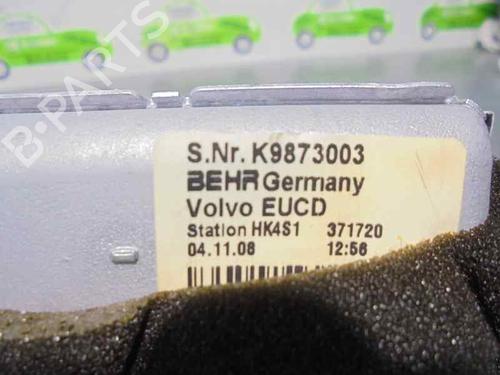 S.Nr. K9873003
BEHR Germany
Volvo EUCD
Station HK4S1 371720
04.11.08 12:56
B-PARTS